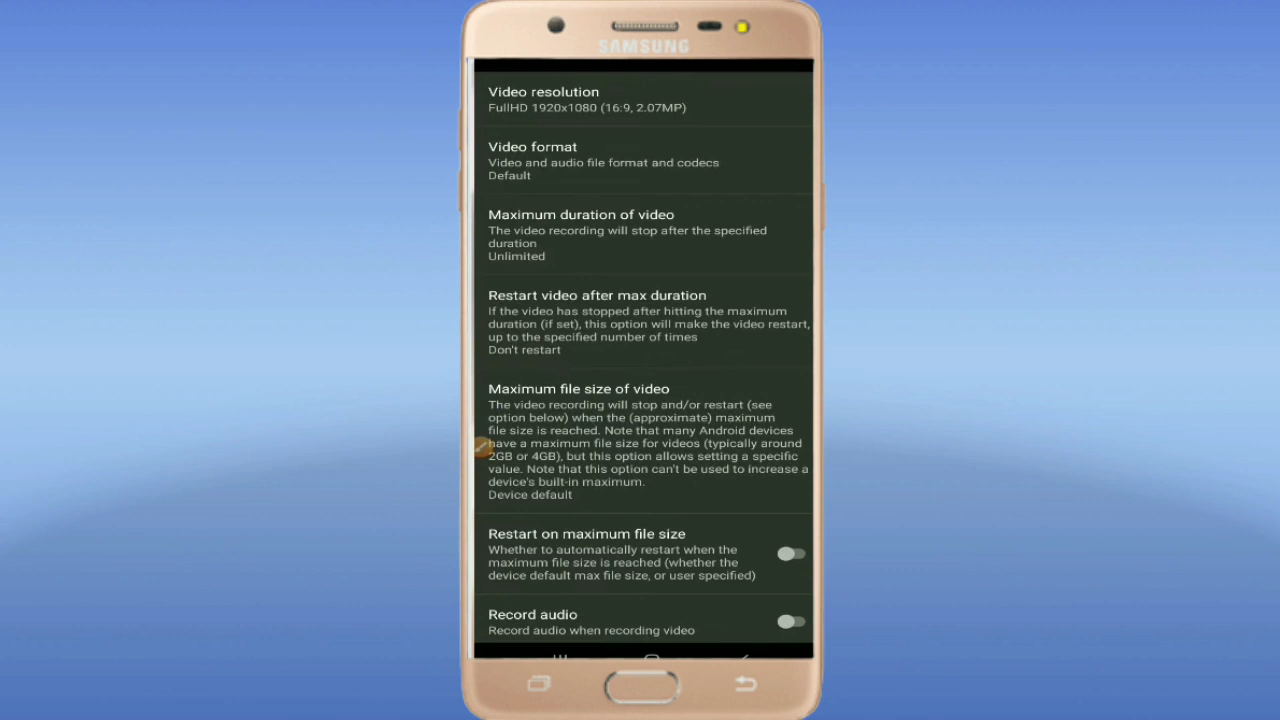 SAMSUNG
Video resolution
FullHD 1920x1080 (16:9, 2.07MP)
Video format
Video and audio file format and codecs
Default
Maximum duration of video
The video recording will stop after the specified
duration
Unlimited
Restart video after max duration
If the video has stopped after hitting the maximum
duration (if set), this option will make the video restart,
up to the specified number of times
Don't restart
Maximum file size of video
The video recording will stop and/or restart (see
option below) when the (approximate) maximum
file size is reached. Note that many Android devices
have a maximum file size for videos (typically around
2GB or 4GB), but this option allows setting a specific
value. Note that this option can't be used to increase a
device's built-in maximum.
Device default
Restart on maximum file size
Whether to automatically restart when the
maximum file size is reached (whether the
device default max file size, or user specified)
Record audio
Record audio when recording video